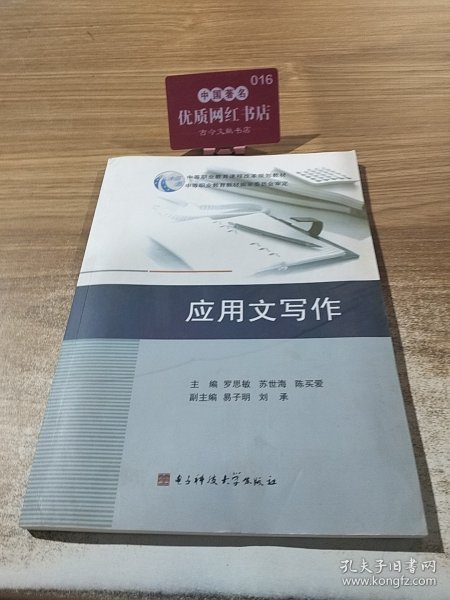 016
中国著名
优质网红书店
古今文献书店
中等职业教育课程改革规划教材
中等职业教育教材编审委员会审定
应用文写作
主 编 罗思敏 苏世海 陈买爱
副主编 易子明 刘 承
电子科技大学出版社
孔夫子旧书网
www.kongfz.com